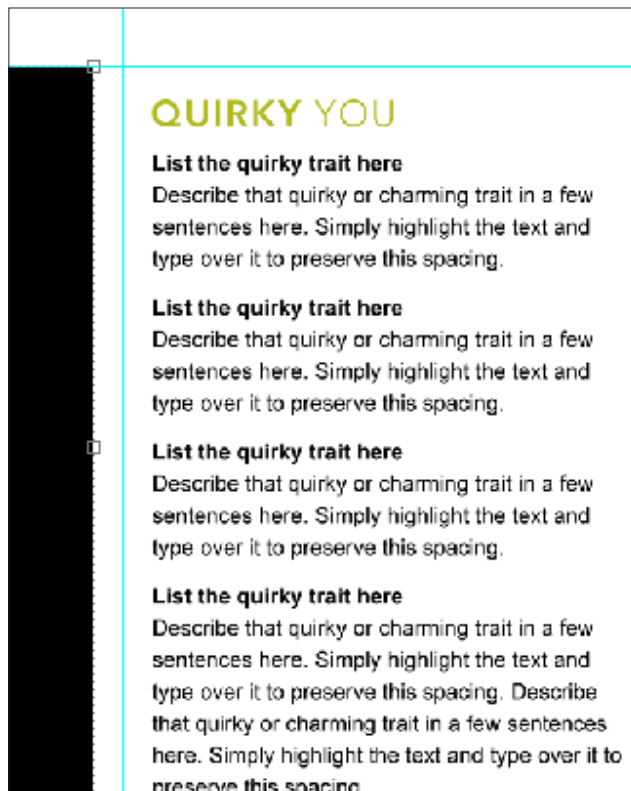 QUIRKY YOU
List the quirky trait here
Describe that quirky or charming trait in a few
sentences here. Simply highlight the text and
type over it to preserve this spacing.
List the quirky trait here
Describe that quirky or charming trait in a few
sentences here. Simply highlight the text and
type over it to preserve this spacing.
List the quirky trait here
Describe that quirky or charming trait in a few
sentences here. Simply highlight the text and
type over it to preserve this spacing.
List the quirky trait here
Describe that quirky or charming trait in a few
sentences here. Simply highlight the text and
type over it to preserve this spacing. Describe
that quirky or charming trait in a few sentences
here. Simply highlight the text and type over it to
preserve this spacing